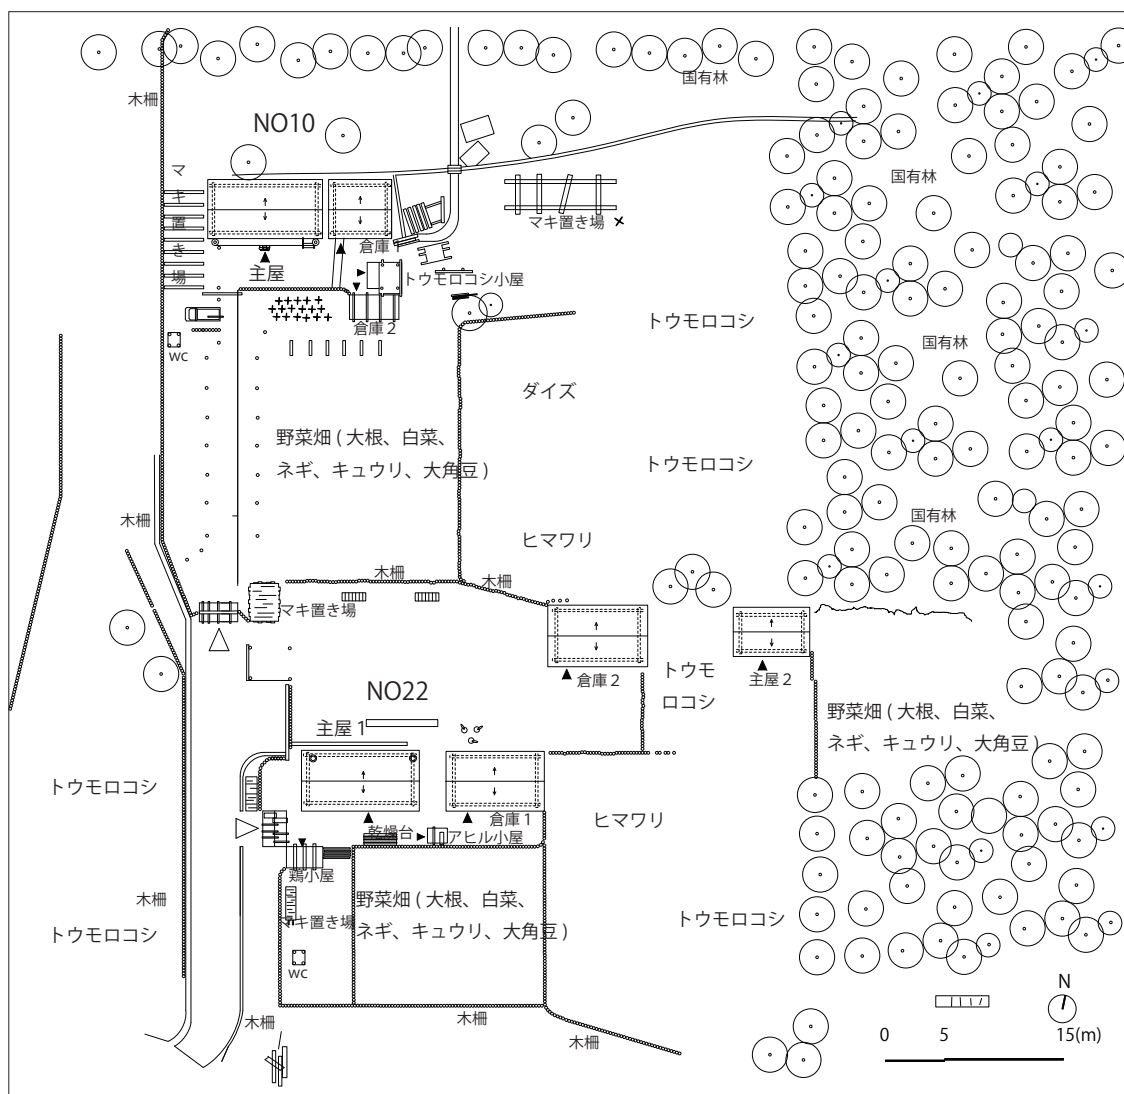 国有林
木柵
NO10
マキ置き場
国有林
マキ置き場
倉庫1
主屋
トウモロコシ小屋
倉庫2
トウモロコシ
国有林
WC
ダイズ
野菜畑(大根、白菜、
ネギ、キュウリ、大角豆)
トウモロコシ
木柵
国有林
ヒマワリ
木柵
木柵
マキ置き場
倉庫2
トウモ
ロコシ
主屋2
NO22
野菜畑(大根、白菜、
ネギ、キュウリ、大角豆)
主屋1
トウモロコシ
倉庫1
ヒマワリ
乾燥台
アヒル小屋
鶏小屋
木柵
野菜畑(大根、白菜、
ネギ、キュウリ、大角豆)
マキ置き場
トウモロコシ
トウモロコシ
WC
N
木柵
木柵
木柵
0 5 15(m)